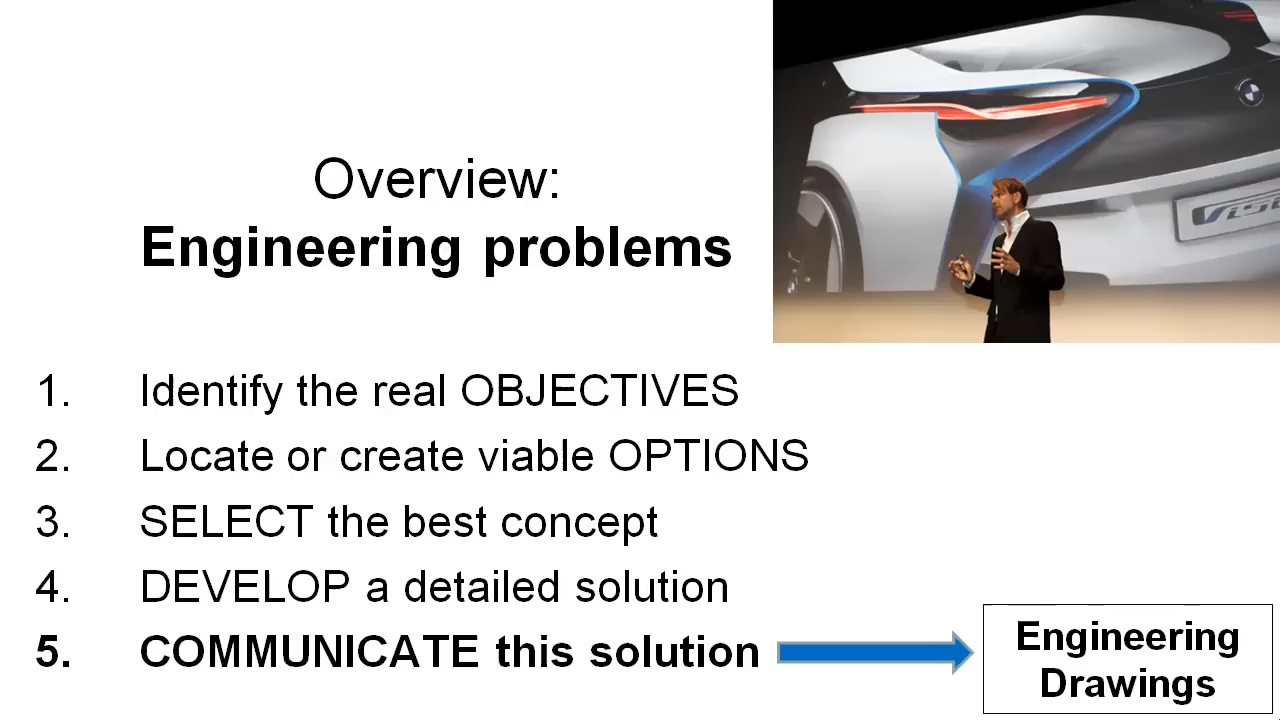 Overview:
Engineering problems
1. Identify the real OBJECTIVES
2. Locate or create viable OPTIONS
3. SELECT the best concept
4. DEVELOP a detailed solution
5. COMMUNICATE this solution
Engineering
Drawings